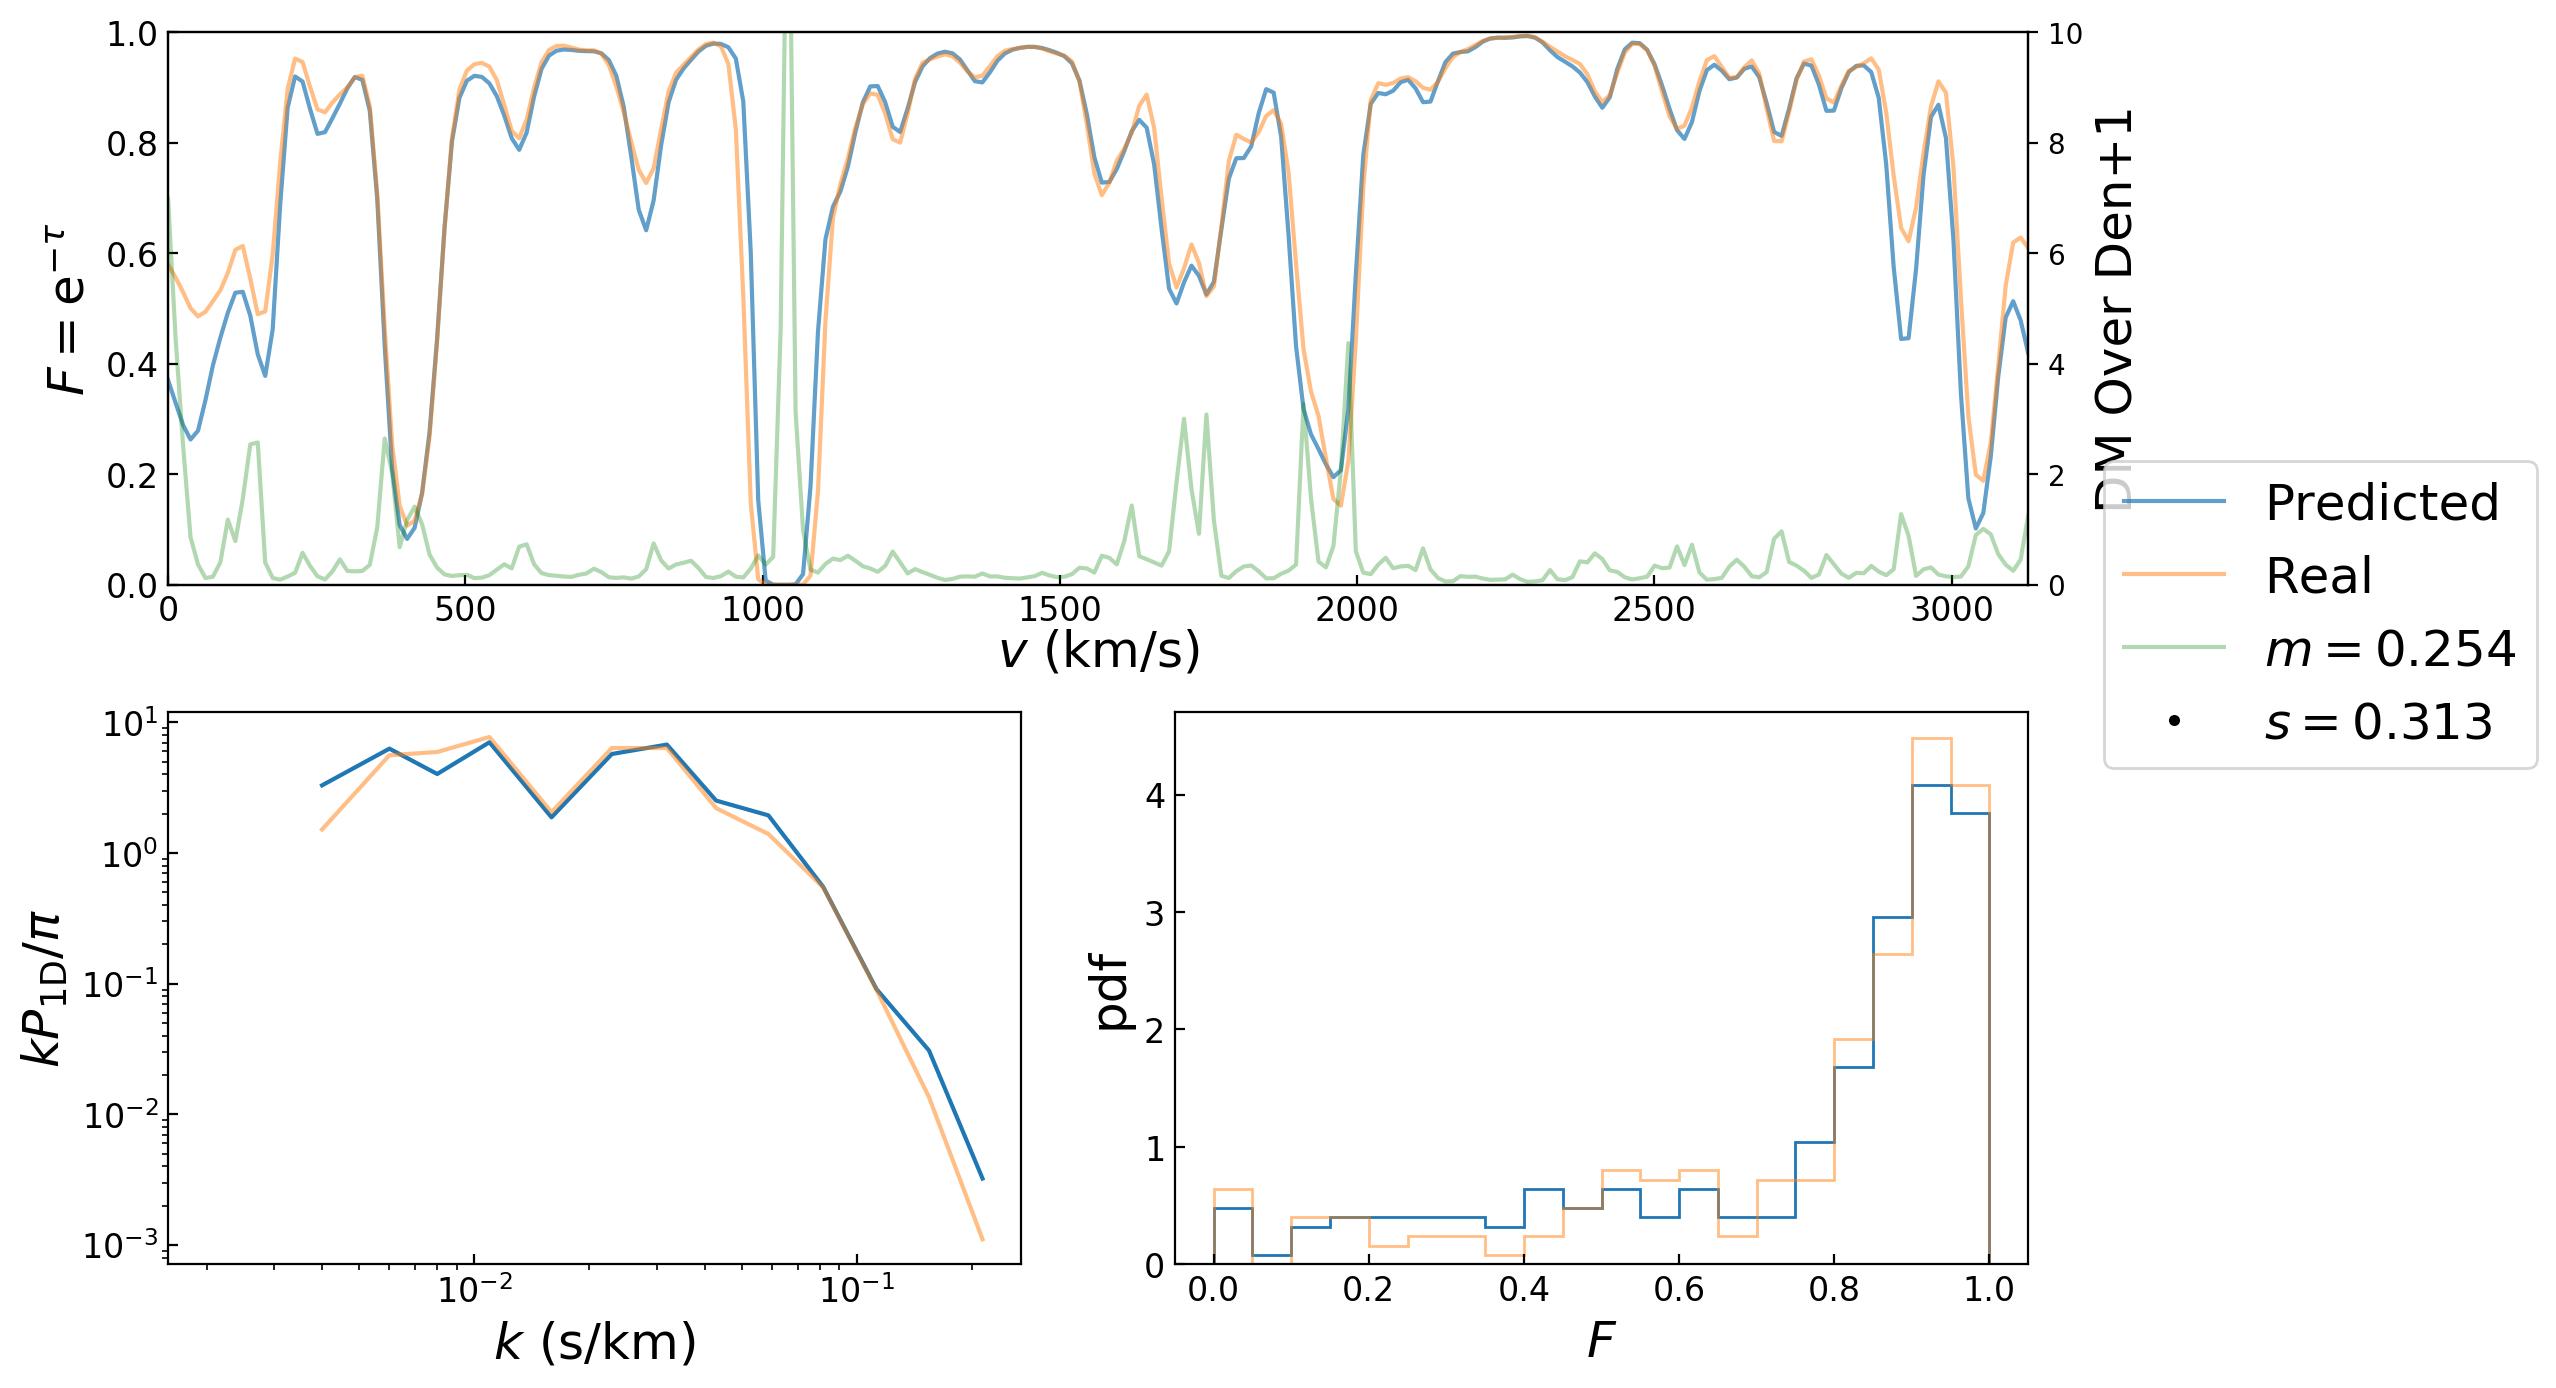 1.0
0.8
0.6
0.4
0.2
0.0
F = e^{−τ}
0 500 1000 1500 2000 2500 3000
v (km/s)
10
8
6
4
2
0
DM Over Den+1
Predicted
Real
m = 0.254
s = 0.313
10^1
10^0
10^{−1}
10^{−2}
10^{−3}
kP_{1D}/π
10^{−2} 10^{−1}
k (s/km)
4
3
2
1
0
pdf
0.0 0.2 0.4 0.6 0.8 1.0
F